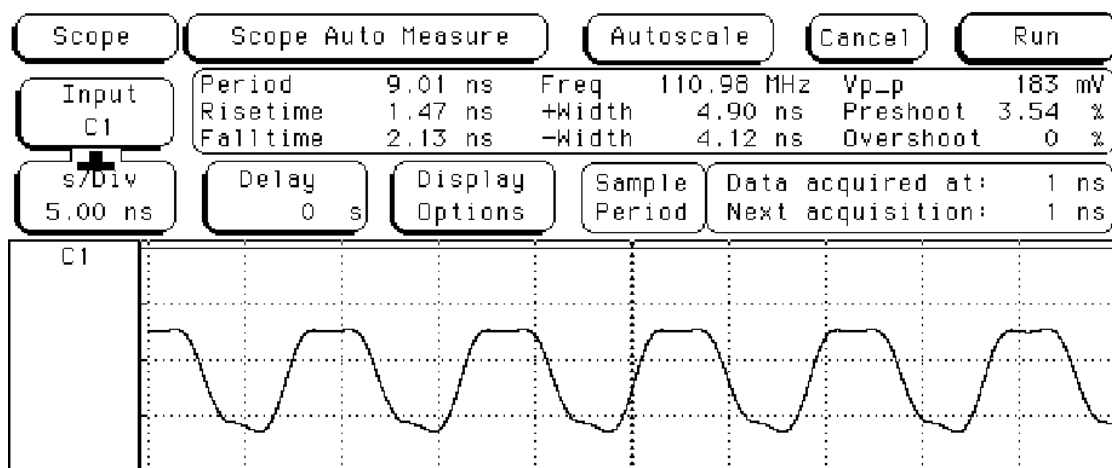 Scope Scope Auto Measure Autoscale Cancel Run
Input
C1
Period 9.01 ns Freq 110.98 MHz Vp_p 183 mV
Risetime 1.47 ns +Width 4.90 ns Preshoot 3.54 %
Falltime 2.13 ns -Width 4.12 ns Overshoot 0 %
s/Div
5.00 ns
Delay
0 s
Display
Options
Sample
Period
Data acquired at: 1 ns
Next acquisition: 1 ns
C1